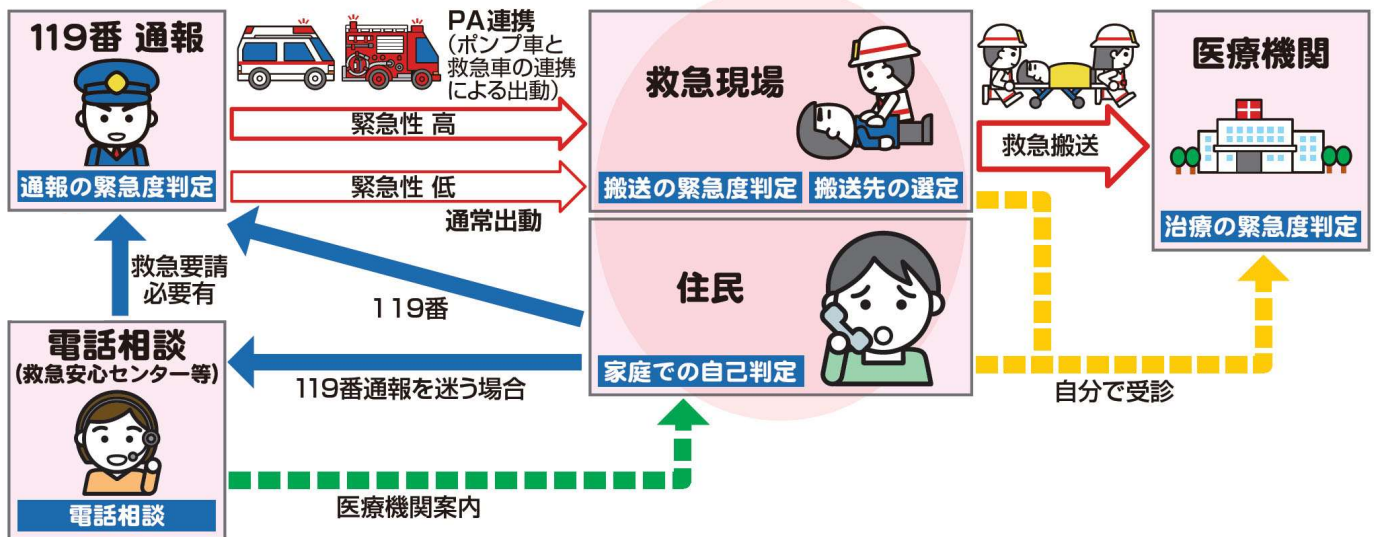 119番 通報
通報の緊急度判定
PA連携
(ポンプ車と
救急車の連携
による出動)
緊急性 高
緊急性 低
通常出動
救急現場
搬送の緊急度判定
搬送先の選定
救急搬送
医療機関
治療の緊急度判定
救急要請
必要有
119番
住民
家庭での自己判定
電話相談
(救急安心センター等)
電話相談
119番通報を迷う場合
自分で受診
医療機関案内